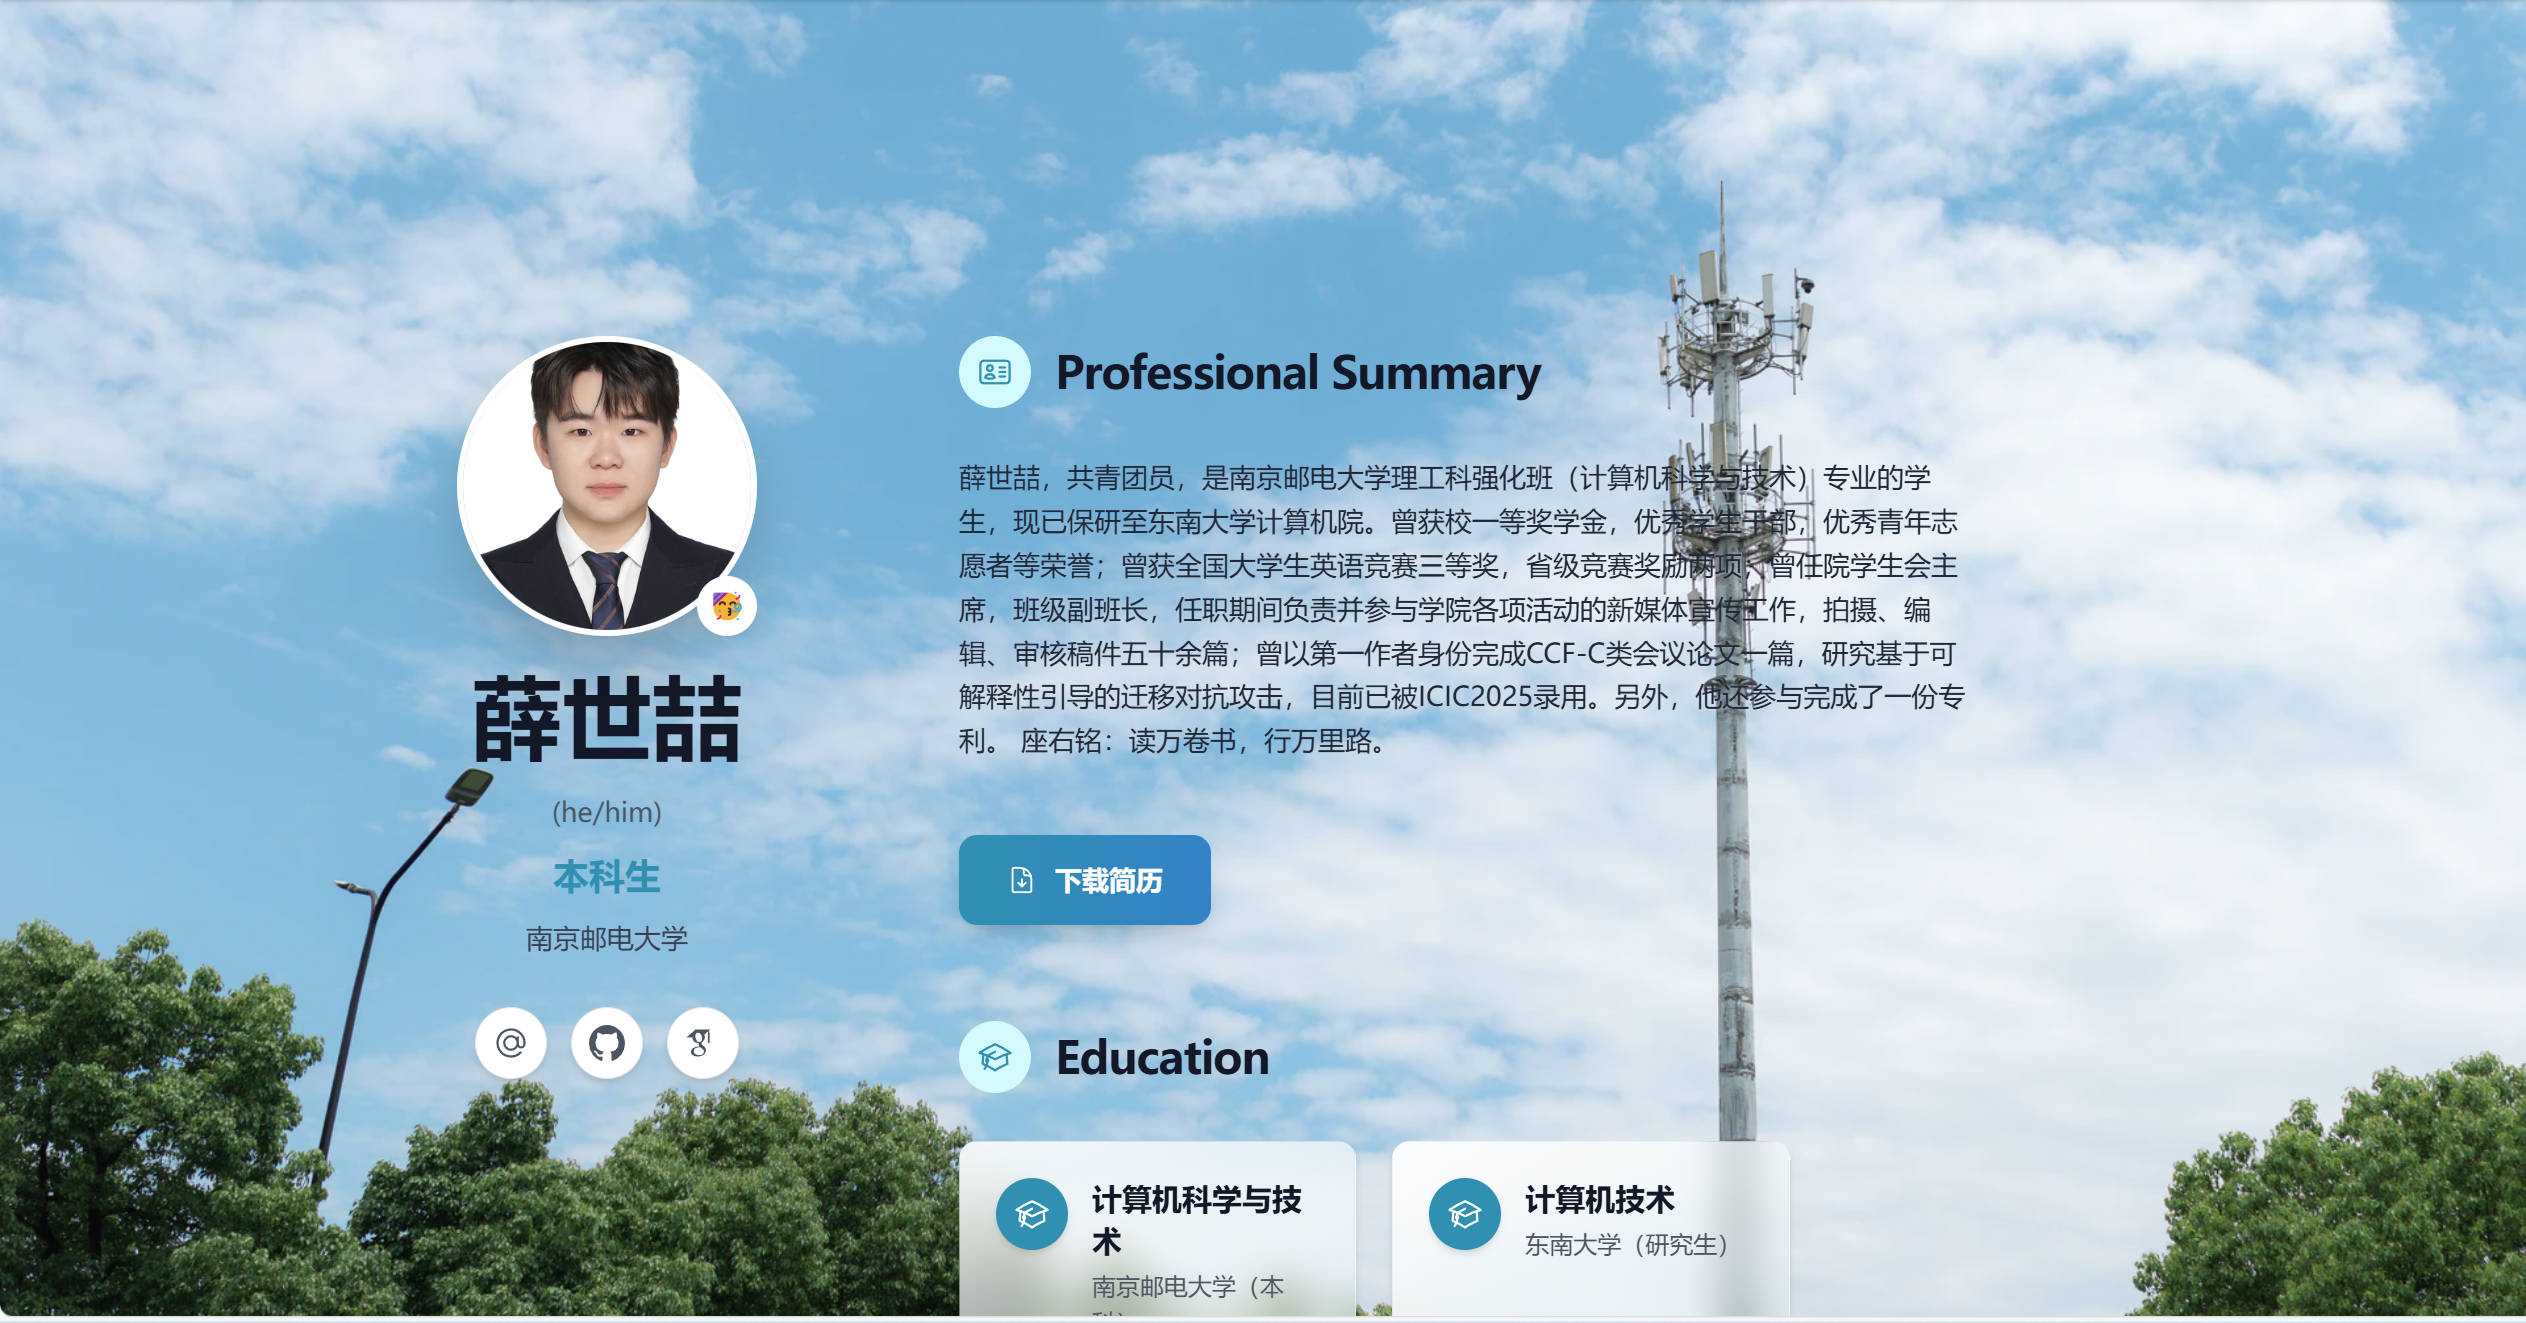 薛世喆
(he/him)
本科生
南京邮电大学
Professional Summary
薛世喆，共青团员，是南京邮电大学理工科强化班（计算机科学与技术）专业的学
生，现已保研至东南大学计算机院。曾获校一等奖学金，优秀学生干部，优秀青年志
愿者等荣誉；曾获全国大学生英语竞赛三等奖，省级竞赛奖励两项；曾任院学生会主
席，班级副班长，任职期间负责并参与学院各项活动的新媒体宣传工作，拍摄、编
辑、审核稿件五十余篇；曾以第一作者身份完成CCF-C类会议论文一篇，研究基于可
解释性引导的迁移对抗攻击，目前已被ICIC2025录用。另外，他还参与完成了一份专
利。 座右铭：读万卷书，行万里路。
下载简历
Education
计算机科学与技
术
南京邮电大学（本
计算机技术
东南大学（研究生）